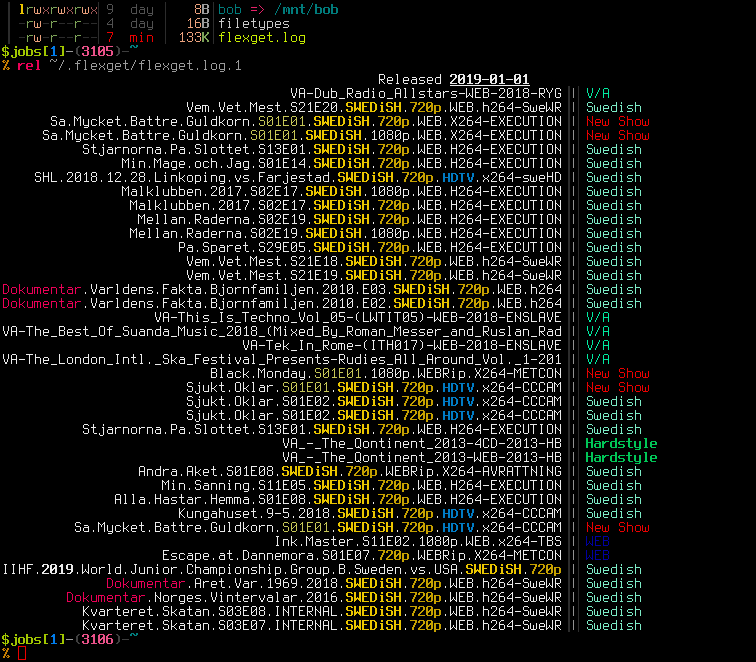 lrwxrwxrwx 9 day 8B bob => /mnt/bob
-rw-r--r-- 4 day 16B filetypes
-rw-r--r-- 7 min 133K flexget.log
$jobs[1]-(3105)-~
% rel ~/.flexget/flexget.log.1
Released 2019-01-01
VA-Dub_Radio_Allstars-WEB-2018-RYG || V/A
Vem.Vet.Mest.S21E20.SWEDiSH.720p.WEB.h264-SweWR || Swedish
Sa.Mycket.Battre.Guldkorn.S01E01.SWEDiSH.720p.WEB.X264-EXECUTION || New Show
Sa.Mycket.Battre.Guldkorn.S01E01.SWEDiSH.1080p.WEB.X264-EXECUTION || New Show
Stjarnorna.Pa.Slottet.S13E01.SWEDiSH.720p.WEB.H264-EXECUTION || Swedish
Min.Mage.och.Jag.S01E14.SWEDiSH.720p.WEB.H264-EXECUTION || Swedish
SHL.2018.12.28.Linkoping.vs.Farjestad.SWEDiSH.720p.HDTV.x264-sweHD || Swedish
Malklubben.2017.S02E17.SWEDiSH.1080p.WEB.H264-EXECUTION || Swedish
Malklubben.2017.S02E17.SWEDiSH.720p.WEB.H264-EXECUTION || Swedish
Mellan.Raderna.S02E19.SWEDiSH.720p.WEB.H264-EXECUTION || Swedish
Mellan.Raderna.S02E19.SWEDiSH.1080p.WEB.H264-EXECUTION || Swedish
Pa.Sparet.S29E05.SWEDiSH.720p.WEB.H264-EXECUTION || Swedish
Vem.Vet.Mest.S21E18.SWEDiSH.720p.WEB.h264-SweWR || Swedish
Vem.Vet.Mest.S21E19.SWEDiSH.720p.WEB.h264-SweWR || Swedish
Dokumentar.Varldens.Fakta.Bjornfamiljen.2010.E03.SWEDiSH.720p.WEB.h264 || Swedish
Dokumentar.Varldens.Fakta.Bjornfamiljen.2010.E02.SWEDiSH.720p.WEB.h264 || Swedish
VA-This_Is_Techno_Vol_05-(LWTIT05)-WEB-2018-ENSLAVE || V/A
VA-The_Best_Of_Suanda_Music_2018_(Mixed_By_Roman_Messer_and_Ruslan_Rad || V/A
VA-Tek_In_Rome-(ITH017)-WEB-2018-ENSLAVE || V/A
VA-The_London_Intl._Ska_Festival_Presents-Rudies_All_Around_Vol._1-201 || V/A
Black.Monday.S01E01.1080p.WEBRip.X264-METCON || New Show
Sjukt.Oklar.S01E01.SWEDiSH.720p.HDTV.x264-CCCAM || New Show
Sjukt.Oklar.S01E02.SWEDiSH.720p.HDTV.x264-CCCAM || Swedish
Sjukt.Oklar.S01E02.SWEDiSH.720p.HDTV.x264-CCCAM || Swedish
Stjarnorna.Pa.Slottet.S13E01.SWEDiSH.720p.WEB.H264-EXECUTION || Swedish
VA_-_The_Qontinent_2013-4CD-2013-HB || Hardstyle
VA_-_The_Qontinent_2013-WEB-2013-HB || Hardstyle
Andra.Aket.S01E08.SWEDiSH.720p.WEBRip.X264-AVRATTNING || Swedish
Min.Sanning.S11E05.SWEDiSH.720p.WEB.H264-EXECUTION || Swedish
Alla.Hastar.Hemma.S01E08.SWEDiSH.720p.WEB.H264-EXECUTION || Swedish
Kungahuset.9-5.2018.SWEDiSH.720p.HDTV.x264-CCCAM || Swedish
Sa.Mycket.Battre.Guldkorn.S01E01.SWEDiSH.720p.WEB.X264-EXECUTION || New Show
Ink.Master.S11E02.1080p.WEB.x264-TBS || WEB
Escape.at.Dannemora.S01E07.720p.WEBRip.X264-METCON || WEB
IIHF.2019.World.Junior.Championship.Group.B.Sweden.vs.USA.SWEDiSH.720p || Swedish
Dokumentar.Aret.Var.1969.2018.SWEDiSH.720p.WEB.h264-SweWR || Swedish
Dokumentar.Norges.Vintervalar.2016.SWEDiSH.720p.WEB.h264-SweWR || Swedish
Kvarteret.Skatan.S03E08.INTERNAL.SWEDiSH.720p.WEB.h264-SweWR || Swedish
Kvarteret.Skatan.S03E07.INTERNAL.SWEDiSH.720p.WEB.h264-SweWR || Swedish
$jobs[1]-(3106)-~
%